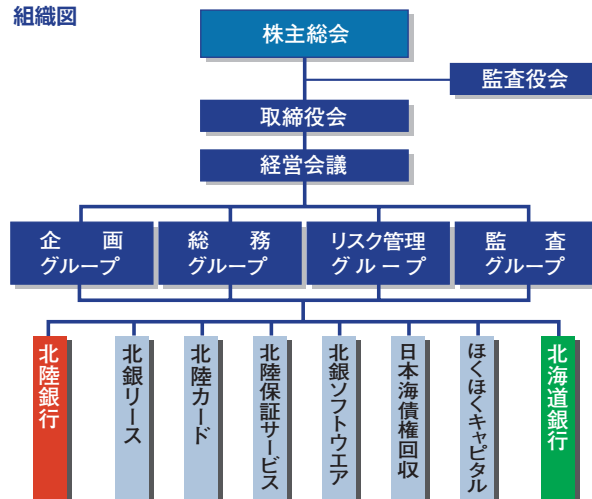 組織図
株主総会
監査役会
取締役会
経営会議
企画
グループ
総務
グループ
リスク管理
グループ
監査
グループ
北陸銀行
北銀リース
北陸カード
北陸保証サービス
北銀ソフトウエア
日本海債権回収
ほくほくキャピタル
北海道銀行